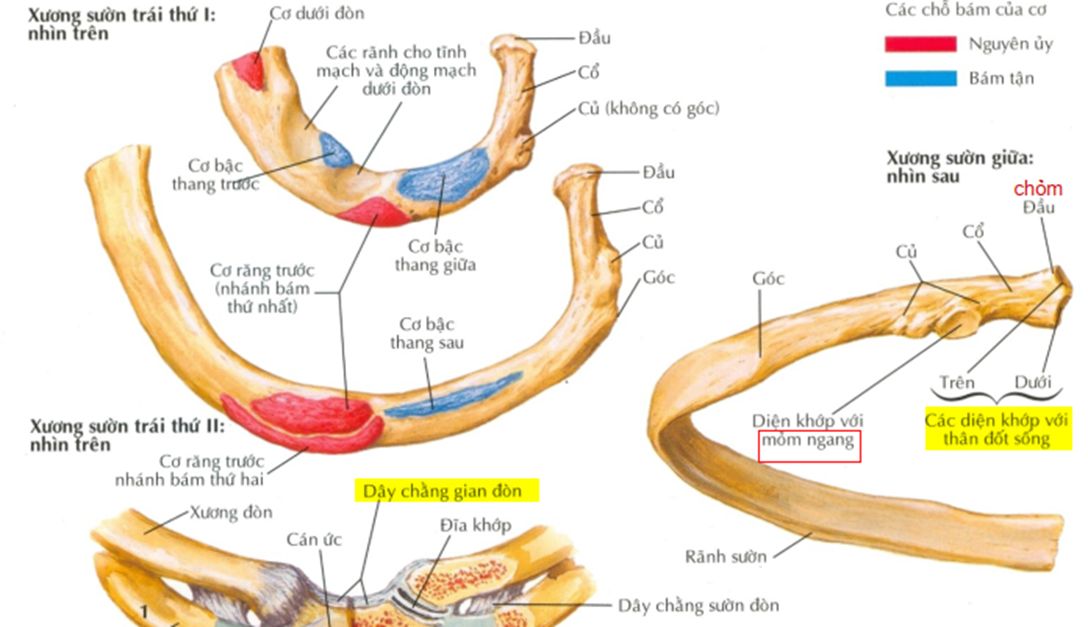 Xương sườn trái thứ I:
nhìn trên
Cơ dưới đòn
Các rãnh cho tĩnh
mạch và động mạch
dưới đòn
Đầu
Cổ
Củ (không có góc)
Cơ bậc
thang trước
Cơ bậc
thang giữa
Cơ răng trước
(nhánh bám
thứ nhất)
Cơ bậc
thang sau
Đầu
Cổ
Củ
Góc
Xương sườn trái thứ II:
nhìn trên
Cơ răng trước
nhánh bám thứ hai
Các chỗ bám của cơ
Nguyên ủy
Bám tận
Xương sườn giữa:
nhìn sau
chỏm
Đầu
Cổ
Củ
Góc
Trên
Dưới
Diện khớp với
mỏm ngang
Các diện khớp với
thân đốt sống
Rãnh sườn
Dây chằng gian đòn
Xương đòn
Cán ức
Đĩa khớp
Dây chằng sườn đòn
1